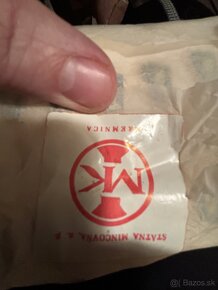 ŠTÁTNA MINCOVŇA, š. p.
MK
KREMNICA
Bazos.sk